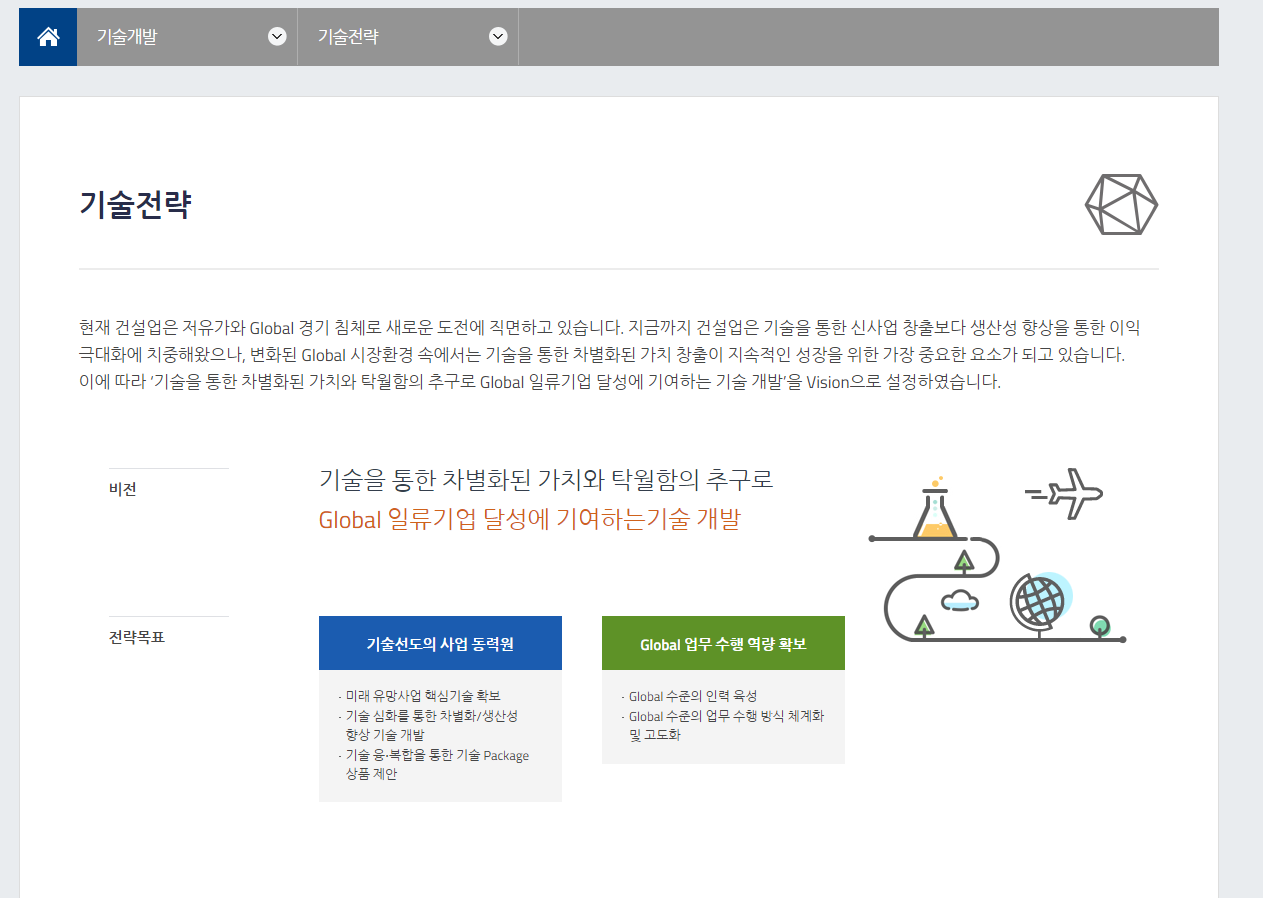 기술개발
기술전략
기술전략
현재 건설업은 저유가와 Global 경기 침체로 새로운 도전에 직면하고 있습니다. 지금까지 건설업은 기술을 통한 신사업 창출보다 생산성 향상을 통한 이익
극대화에 치중해왔으나, 변화된 Global 시장환경 속에서는 기술을 통한 차별화된 가치 창출이 지속적인 성장을 위한 가장 중요한 요소가 되고 있습니다.
이에 따라 ‘기술을 통한 차별화된 가치와 탁월함의 추구로 Global 일류기업 달성에 기여하는 기술 개발’을 Vision으로 설정하였습니다.
비전
기술을 통한 차별화된 가치와 탁월함의 추구로
Global 일류기업 달성에 기여하는기술 개발
전략목표
기술선도의 사업 동력원
· 미래 유망사업 핵심기술 확보
· 기술 심화를 통한 차별화/생산성
향상 기술 개발
· 기술 융·복합을 통한 기술 Package
상품 제안
Global 업무 수행 역량 확보
· Global 수준의 인력 육성
· Global 수준의 업무 수행 방식 체계화
및 고도화